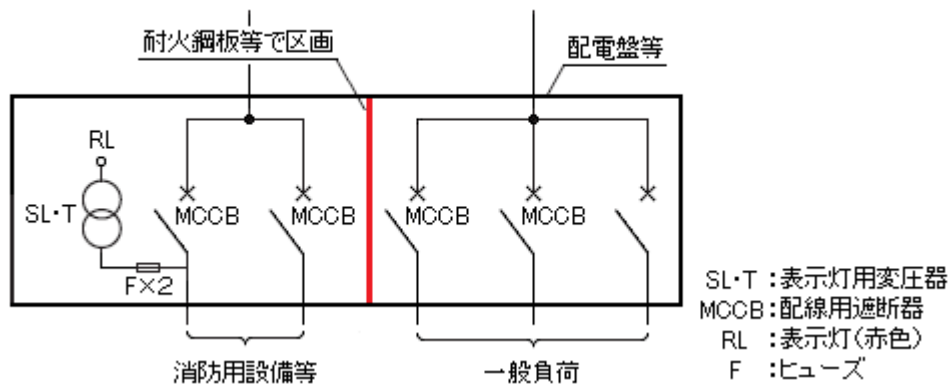 耐火鋼板等で区画
配電盤等
RL
SL･T
MCCB
MCCB
MCCB
MCCB
F×2
消防用設備等
一般負荷
SL･T：表示灯用変圧器
MCCB：配線用遮断器
RL：表示灯(赤色)
F：ヒューズ